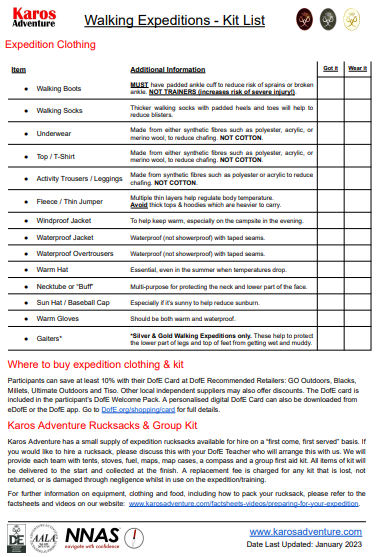 Karos
Adventure
Walking Expeditions - Kit List
Expedition Clothing
Item Additional Information Got it Wear it
• Walking Boots MUST have padded ankle cuff to reduce risk of sprains or broken
ankle. NOT TRAINERS (increases risk of severe injury!).
• Walking Socks Thicker walking socks with padded heels and toes will help to
reduce blisters.
• Underwear Made from either synthetic fibres such as polyester, acrylic, or
merino wool, to reduce chafing. NOT COTTON.
• Top / T-Shirt Made from either synthetic fibres such as polyester, acrylic, or
merino wool, to reduce chafing. NOT COTTON.
• Activity Trousers / Leggings Made from synthetic fibres such as polyester or acrylic to reduce
chafing. NOT COTTON.
• Fleece / Thin Jumper Multiple thin layers help regulate body temperature.
Avoid thick tops & hoodies which are heavier to carry.
• Windproof Jacket To help keep warm, especially on the campsite in the evening.
• Waterproof Jacket Waterproof (not showerproof) with taped seams.
• Waterproof Overtrousers Waterproof (not showerproof) with taped seams.
• Warm Hat Essential, even in the summer when temperatures drop.
• Necktube or "Buff" Multi-purpose for protecting the neck and lower part of the face.
• Sun Hat / Baseball Cap Especially if it's sunny to help reduce sunburn.
• Warm Gloves Should be both warm and waterproof.
• Gaiters* *Silver & Gold Walking Expeditions only. These help to protect
the lower part of legs and top of feet from getting wet and muddy.
Where to buy expedition clothing & kit
Participants can save at least 10% with their DofE Card at DofE Recommended Retailers: GO Outdoors, Blacks,
Millets, Ultimate Outdoors and Tiso. Other local independent suppliers may also offer discounts. The DofE card is
included in the participant's DofE Welcome Pack. A personalised digital DofE Card can also be downloaded from
eDofE or the DofE app. Go to DofE.org/shopping/card for full details.
Karos Adventure Rucksacks & Group Kit
Karos Adventure has a small supply of expedition rucksacks available for hire on a "first come, first served" basis. If
you would like to hire a rucksack, please discuss this with your DofE Teacher who will arrange this with us. We will
provide each team with tents, stoves, fuel, maps, map cases, a compass and a group first aid kit. All items of kit will
be delivered to the start and collected at the finish. A replacement fee is charged for any kit that is lost, not
returned, or is damaged through negligence whilst in use on the expedition/training.
For further information on equipment, clothing and food, including how to pack your rucksack, please refer to the
factsheets and videos on our website: www.karosadventure.com/factsheets-videos/preparing-for-your-expedition.
DE
AALA
NNAS
navigate with confidence
www.karosadventure.com
Date Last Updated: January 2023